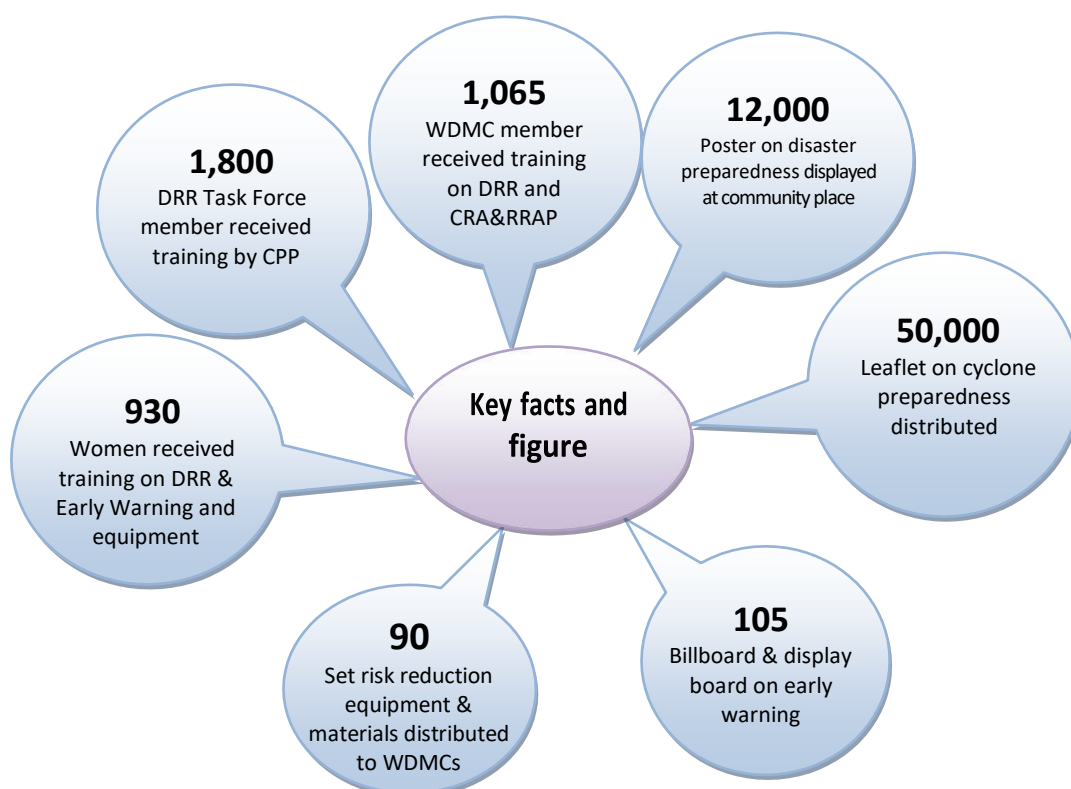 1,065
WDMC member
received training
on DRR and
CRA&RRAP
12,000
Poster on disaster
preparedness displayed
at community place
1,800
DRR Task Force
member received
training by CPP
50,000
Leaflet on cyclone
preparedness
distributed
Key facts and
figure
930
Women received
training on DRR &
Early Warning and
equipment
90
Set risk reduction
equipment &
materials distributed
to WDMCs
105
Billboard & display
board on early
warning